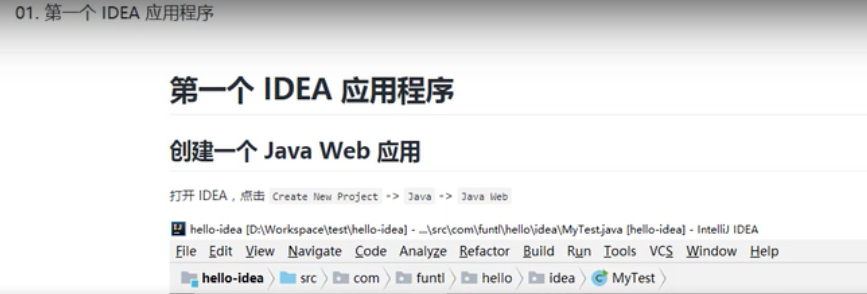 01. 第一个 IDEA 应用程序
第一个 IDEA 应用程序
创建一个 Java Web 应用
打开 IDEA，点击 Create New Project -> Java -> Java Web
hello-idea [D:\Workspace\test\hello-idea] - ...\src\com\funtl\hello\idea\MyTest.java [hello-idea] - IntelliJ IDEA
File Edit View Navigate Code Analyze Refactor Build Run Tools VCS Window Help
hello-idea src com funtl hello idea MyTest